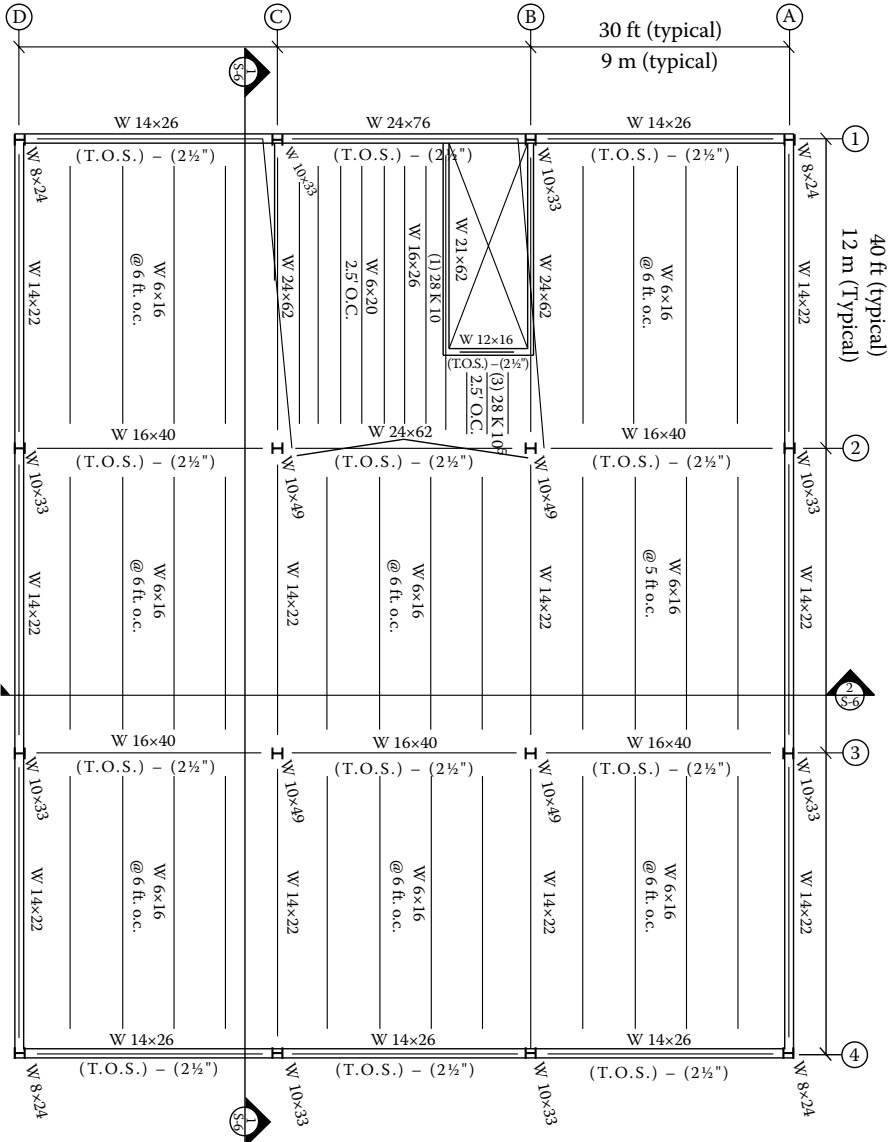 D
C
B
A
30 ft (typical)
9 m (typical)
1
S-6
W 14×26
W 24×76
W 14×26
1
(T.O.S.) – (2½")
(T.O.S.) – (2½")
(T.O.S.) – (2½")
W 8×24
W 10×33
W 10×33
W 8×24
40 ft (typical)
12 m (Typical)
W 14×22
W 6×16
@ 6 ft. o.c.
W 24×62
W 6×20
2.5' O.C.
W 16×26
(1) 28 K 10
W 21×62
W 24×62
W 6×16
@ 6 ft. o.c.
W 14×22
W 12×16
(T.O.S.) – (2½")
(3) 28 K 10
2.5' O.C.
W 16×40
W 24×62
W 16×40
2
(T.O.S.) – (2½")
(T.O.S.) – (2½")
(T.O.S.) – (2½")
W 10×33
W 10×49
W 10×49
W 10×33
W 14×22
W 6×16
@ 6 ft. o.c.
W 14×22
W 6×16
@ 6 ft. o.c.
W 14×22
W 6×16
@ 5 ft o.c.
W 14×22
2
S-6
W 16×40
W 16×40
W 16×40
3
(T.O.S.) – (2½")
(T.O.S.) – (2½")
(T.O.S.) – (2½")
W 10×33
W 10×49
W 10×49
W 10×33
W 14×22
W 6×16
@ 6 ft. o.c.
W 14×22
W 6×16
@ 6 ft. o.c.
W 14×22
W 6×16
@ 6 ft. o.c.
W 14×22
W 14×26
W 14×26
W 14×26
4
(T.O.S.) – (2½")
(T.O.S.) – (2½")
(T.O.S.) – (2½")
W 8×24
W 10×33
W 10×33
W 8×24
1
S-6